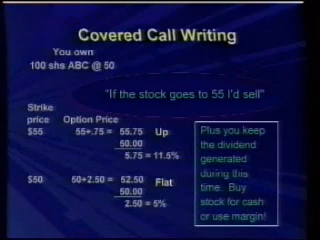 Covered Call Writing
You own
100 shs ABC @ 50
"If the stock goes to 55 I'd sell"
Strike
price Option Price
$55 55+.75 = 55.75 Up
50.00
5.75 = 11.5%
$50 50+2.50 = 52.50 Flat
50.00
2.50 = 5%
Plus you keep
the dividend
generated
during this
time. Buy
stock for cash
or use margin!